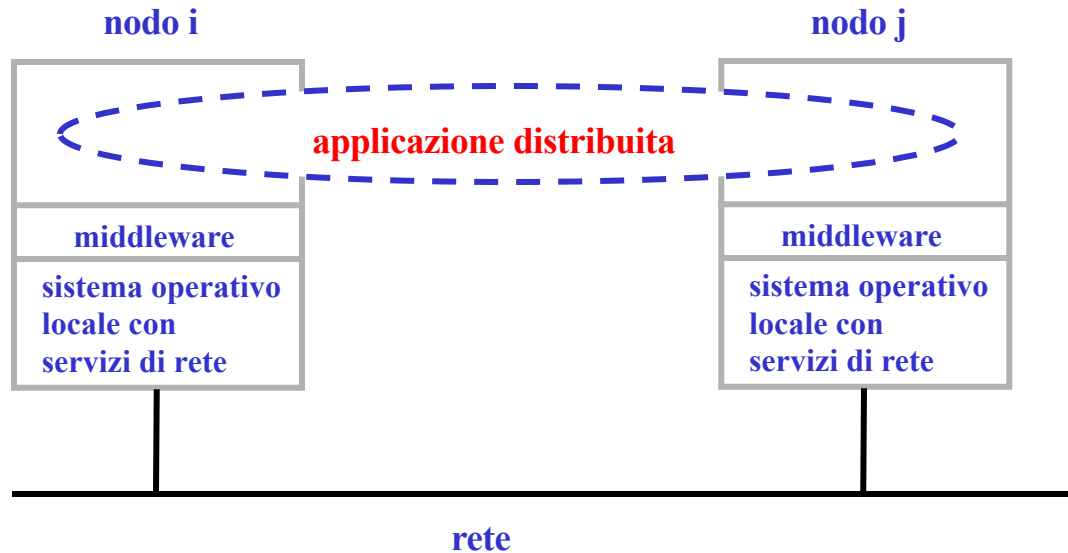 nodo i
nodo j
applicazione distribuita
middleware
middleware
sistema operativo
locale con
servizi di rete
sistema operativo
locale con
servizi di rete
rete